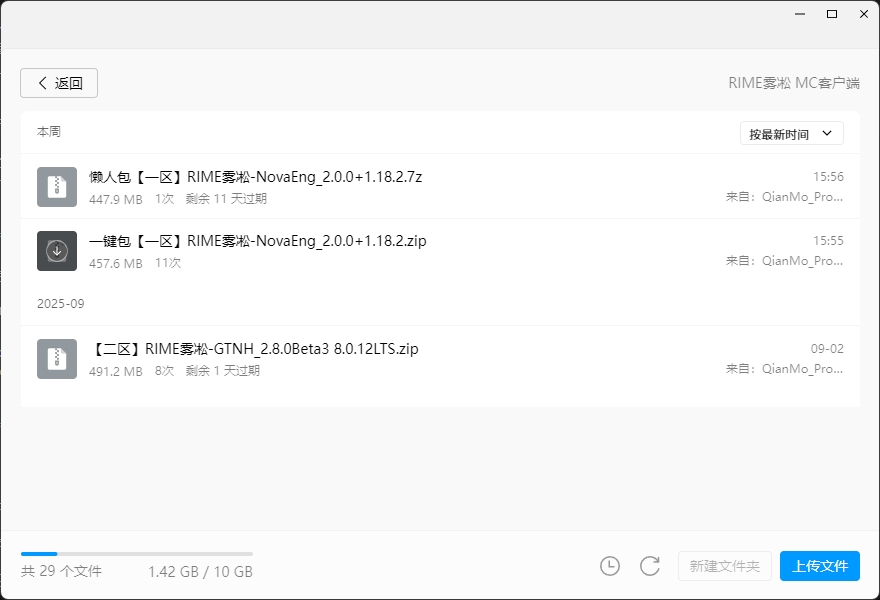 返回
RIME雾凇 MC客户端
本周
按最新时间
懒人包【一区】RIME雾凇-NovaEng_2.0.0+1.18.2.7z
15:56
447.9 MB 1次 剩余 11 天过期
来自：QianMo_Pro...
一键包【一区】RIME雾凇-NovaEng_2.0.0+1.18.2.zip
15:55
457.6 MB 11次
来自：QianMo_Pro...
2025-09
【二区】RIME雾凇-GTNH_2.8.0Beta3 8.0.12LTS.zip
09-02
491.2 MB 8次 剩余 1 天过期
来自：QianMo_Pro...
共 29 个文件
1.42 GB / 10 GB
新建文件夹
上传文件